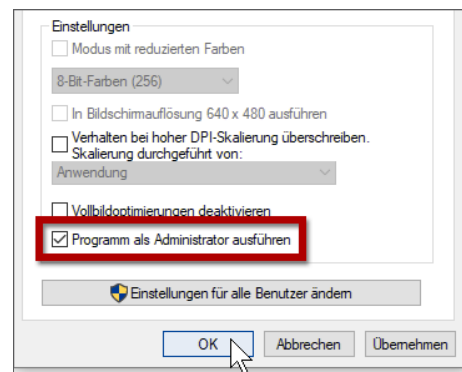 Einstellungen
Modus mit reduzierten Farben
8-Bit-Farben (256)
In Bildschirmauflösung 640 x 480 ausführen
Verhalten bei hoher DPI-Skalierung überschreiben.
Skalierung durchgeführt von:
Anwendung
Vollbildoptimierungen deaktivieren
Programm als Administrator ausführen
Einstellungen für alle Benutzer ändern
OK Abbrechen Übernehmen